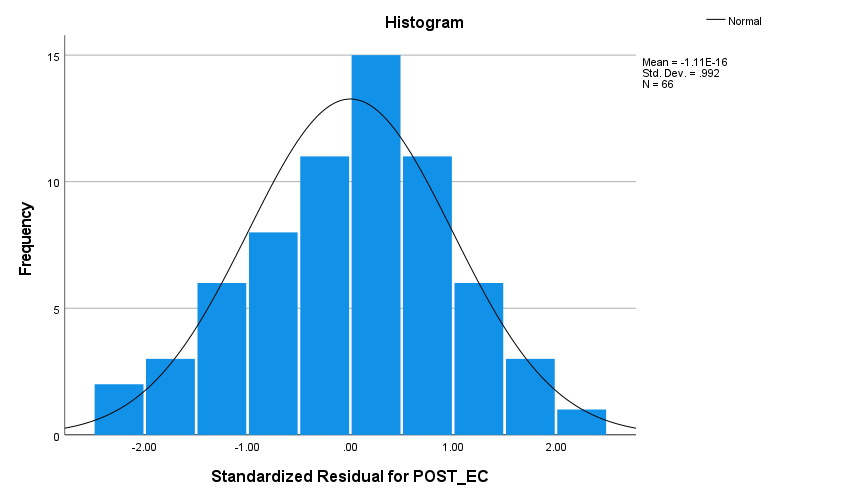 Histogram
Normal
Mean = -1.11E-16
Std. Dev. = .992
N = 66
15
10
5
0
Frequency
-2.00 -1.00 .00 1.00 2.00
Standardized Residual for POST_EC